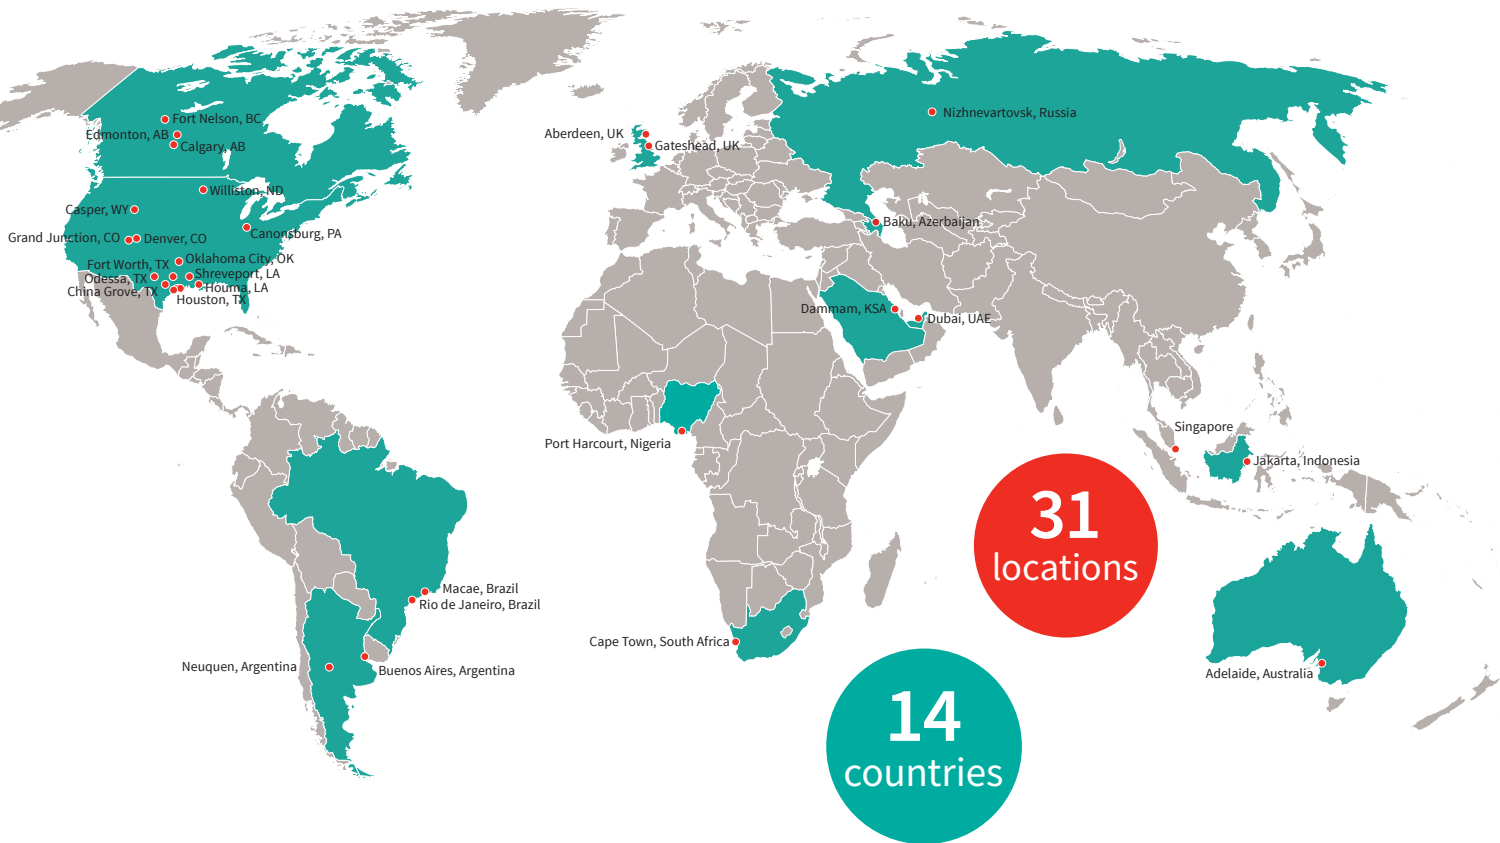 Fort Nelson, BC
Edmonton, AB
Calgary, AB
Williston, ND
Casper, WY
Canonsburg, PA
Grand Junction, CO
Denver, CO
Oklahoma City, OK
Fort Worth, TX
Shreveport, LA
Odessa, TX
Houma, LA
China Grove, TX
Houston, TX
Aberdeen, UK
Gateshead, UK
Nizhnevartovsk, Russia
Baku, Azerbaijan
Dammam, KSA
Dubai, UAE
Port Harcourt, Nigeria
Singapore
Jakarta, Indonesia
31
locations
Macae, Brazil
Rio de Janeiro, Brazil
Cape Town, South Africa
Neuquen, Argentina
Buenos Aires, Argentina
Adelaide, Australia
14
countries